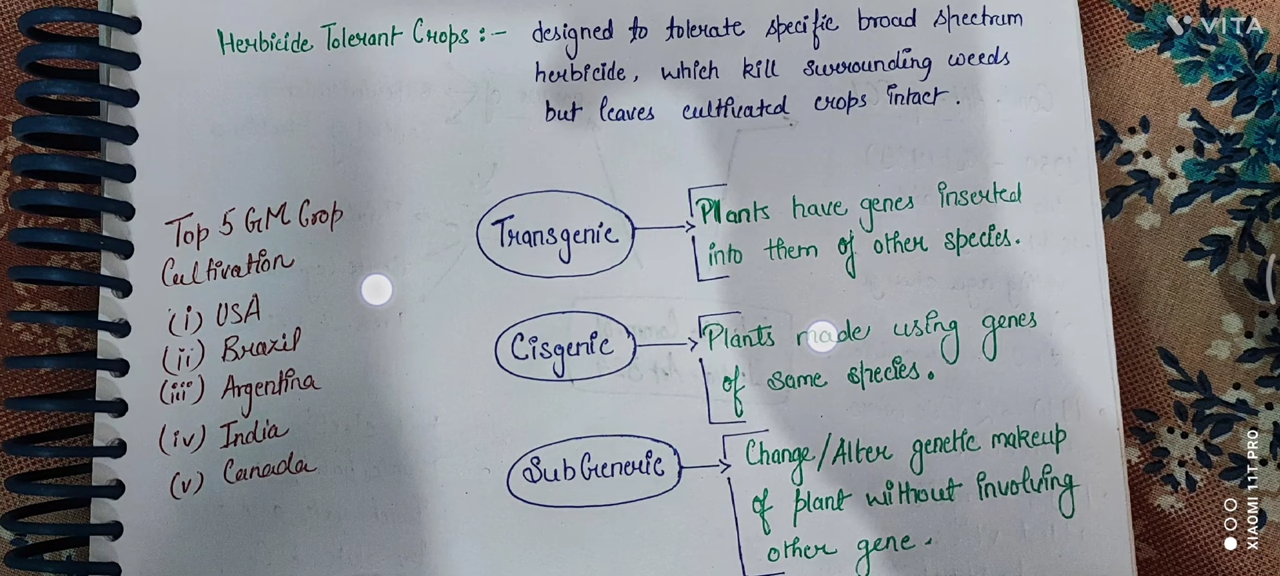 Herbicide Tolerant Crops :- designed to tolerate specific broad spectrum
herbicide, which kill surrounding weeds
but leaves cultivated crops intact.
Top 5 GM Crop
Cultivation
(i) USA
(ii) Brazil
(iii) Argentina
(iv) India
(v) Canada
Transgenic
Plants have genes inserted
into them of other species.
Cisgenic
Plants made using genes
of same species.
SubGeneric
Change/Alter genetic makeup
of plant without involving
other gene.
VITA
XIAOMI 11T PRO